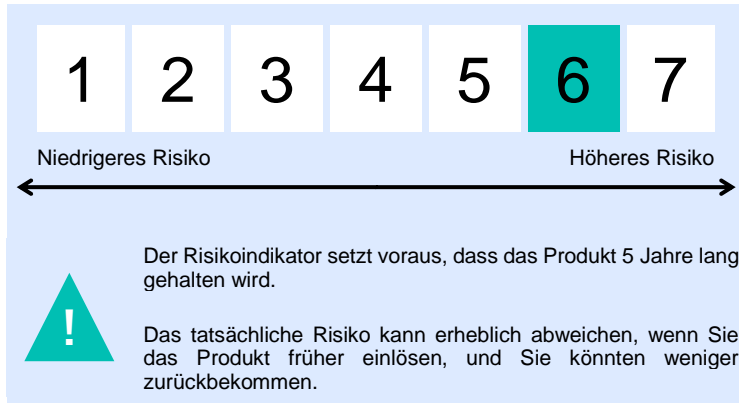 1 2 3 4 5 6 7
Niedrigeres Risiko Höheres Risiko
Der Risikoindikator setzt voraus, dass das Produkt 5 Jahre lang
gehalten wird.
!
Das tatsächliche Risiko kann erheblich abweichen, wenn Sie
das Produkt früher einlösen, und Sie könnten weniger
zurückbekommen.